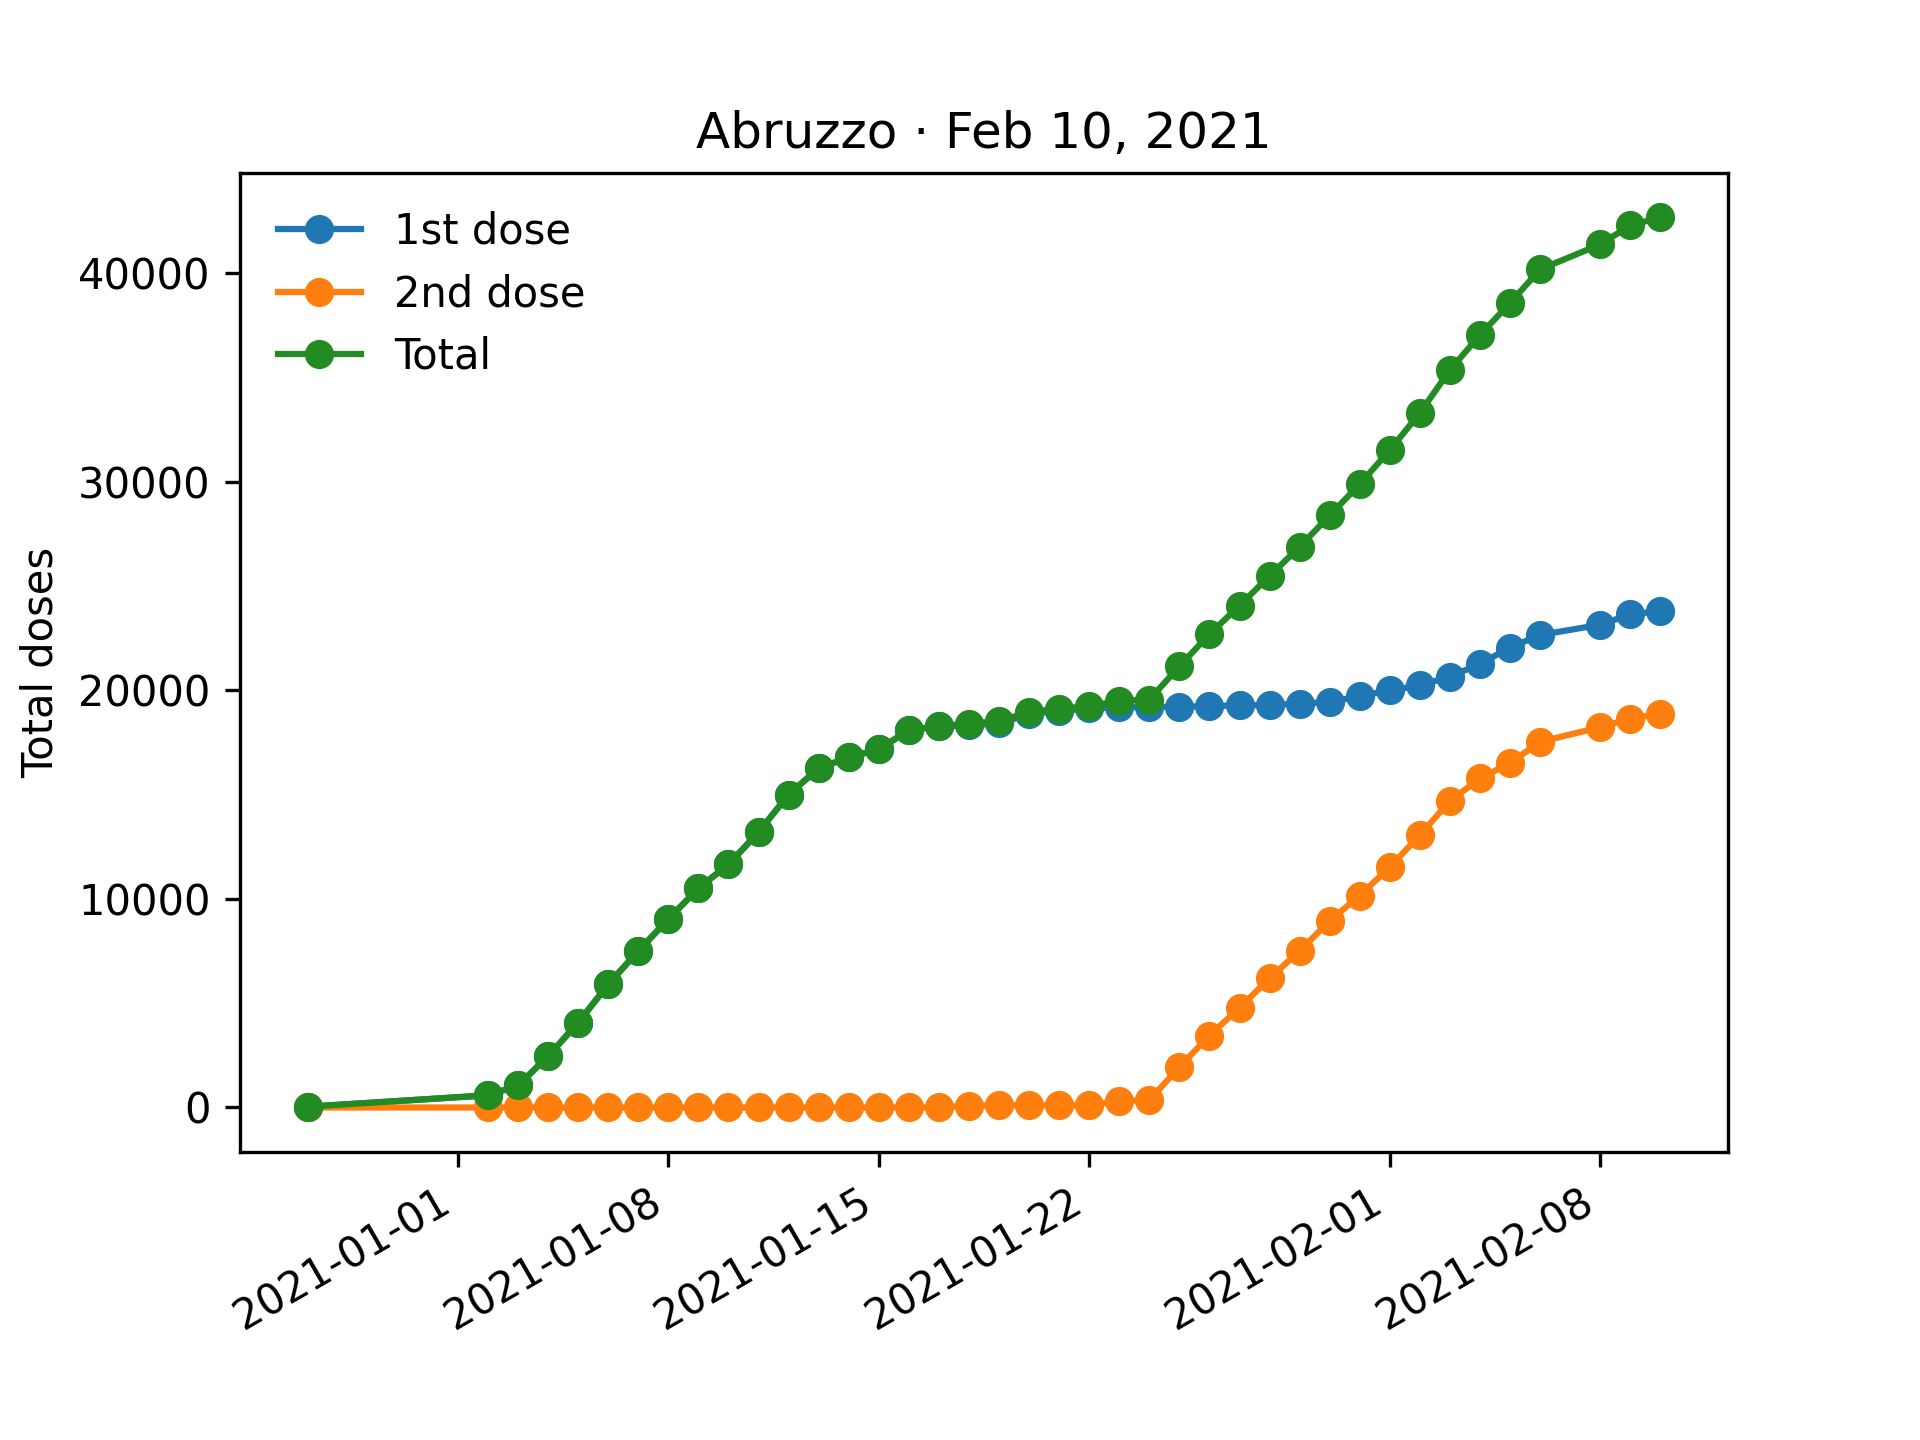 Abruzzo · Feb 10, 2021
1st dose
2nd dose
Total
Total doses
40000
30000
20000
10000
0
2021-01-01
2021-01-08
2021-01-15
2021-01-22
2021-02-01
2021-02-08